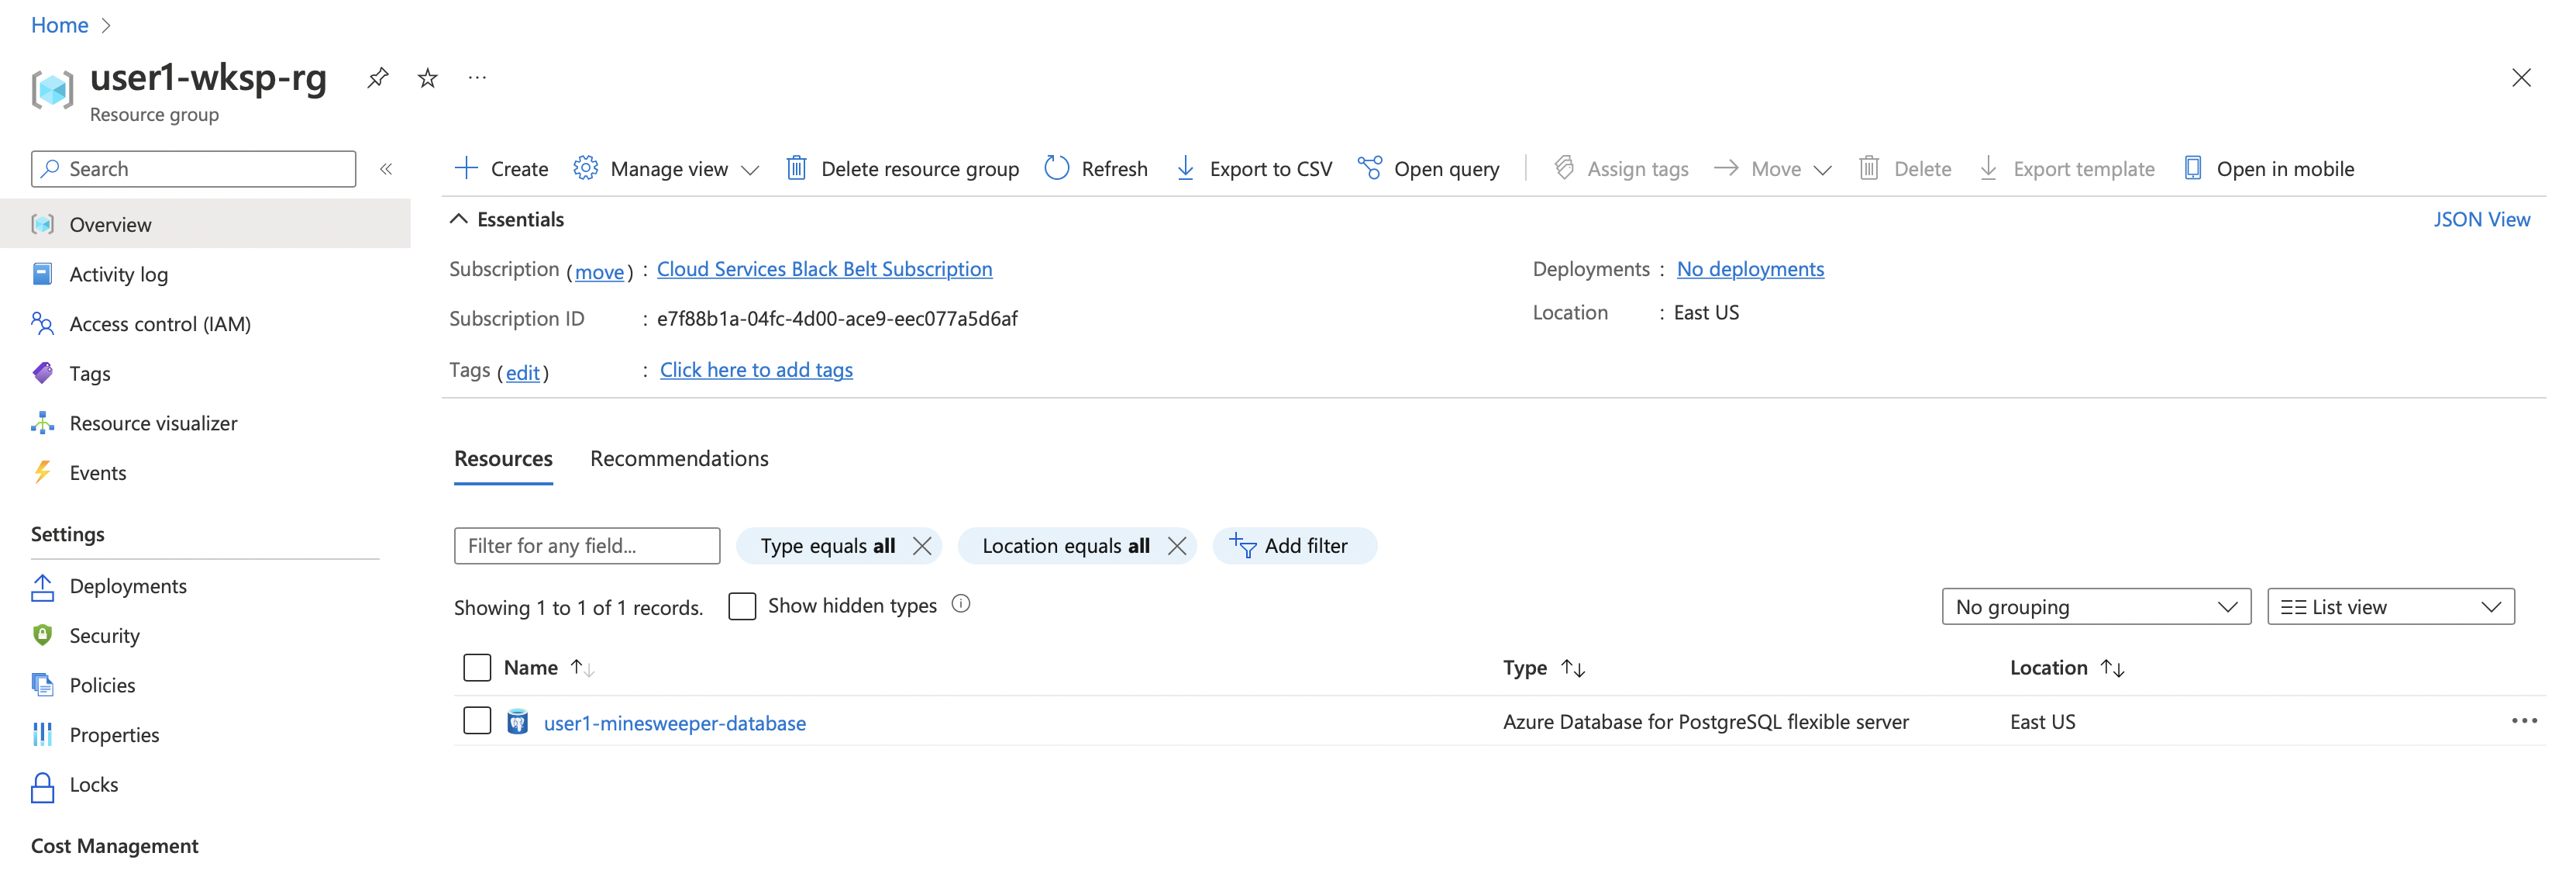 Home
user1-wksp-rg
Resource group
Search
Create Manage view Delete resource group Refresh Export to CSV Open query Assign tags Move Delete Export template Open in mobile
Overview
Activity log
Access control (IAM)
Tags
Resource visualizer
Events
Settings
Deployments
Security
Policies
Properties
Locks
Cost Management
Essentials JSON View
Subscription (move) : Cloud Services Black Belt Subscription
Subscription ID : e7f88b1a-04fc-4d00-ace9-eec077a5d6af
Tags (edit) : Click here to add tags
Deployments : No deployments
Location : East US
Resources Recommendations
Filter for any field... Type equals all Location equals all Add filter
Showing 1 to 1 of 1 records. Show hidden types No grouping List view
Name Type Location
user1-minesweeper-database Azure Database for PostgreSQL flexible server East US